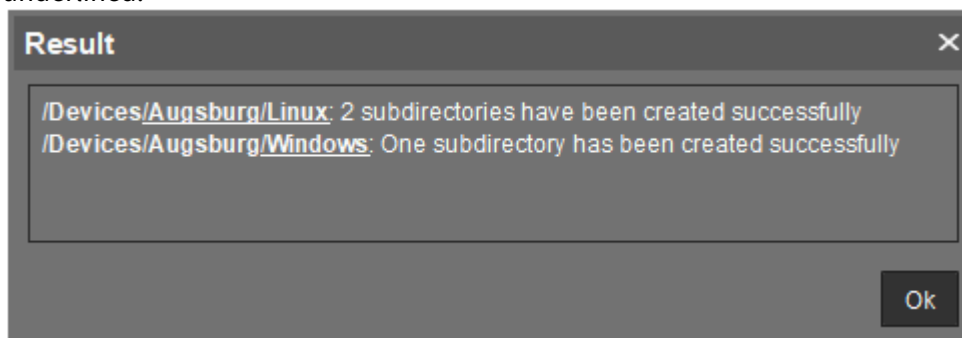 underlined.
Result
/Devices/Augsburg/Linux: 2 subdirectories have been created successfully
/Devices/Augsburg/Windows: One subdirectory has been created successfully
Ok